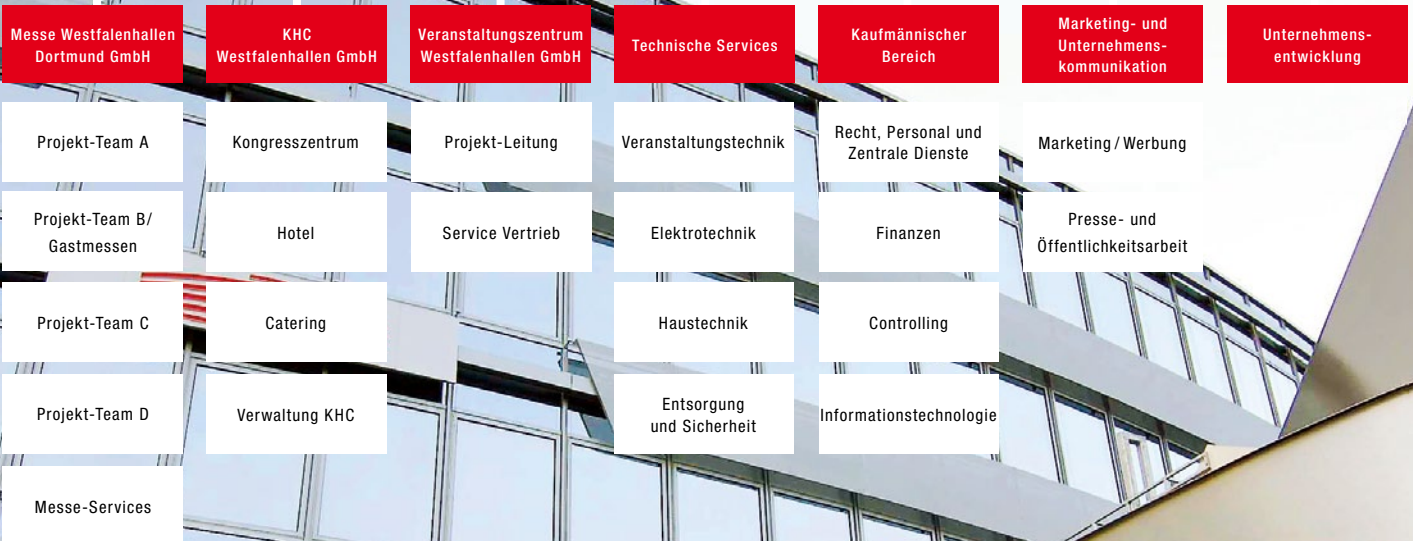 Messe Westfalenhallen
Dortmund GmbH
KHC
Westfalenhallen GmbH
Veranstaltungszentrum
Westfalenhallen GmbH
Technische Services
Kaufmännischer
Bereich
Marketing- und
Unternehmens-
kommunikation
Unternehmens-
entwicklung
Projekt-Team A
Kongresszentrum
Projekt-Leitung
Veranstaltungstechnik
Recht, Personal und
Zentrale Dienste
Marketing / Werbung
Projekt-Team B/
Gastmessen
Hotel
Service Vertrieb
Elektrotechnik
Finanzen
Presse- und
Öffentlichkeitsarbeit
Projekt-Team C
Catering
Haustechnik
Controlling
Projekt-Team D
Verwaltung KHC
Entsorgung
und Sicherheit
Informationstechnologie
Messe-Services